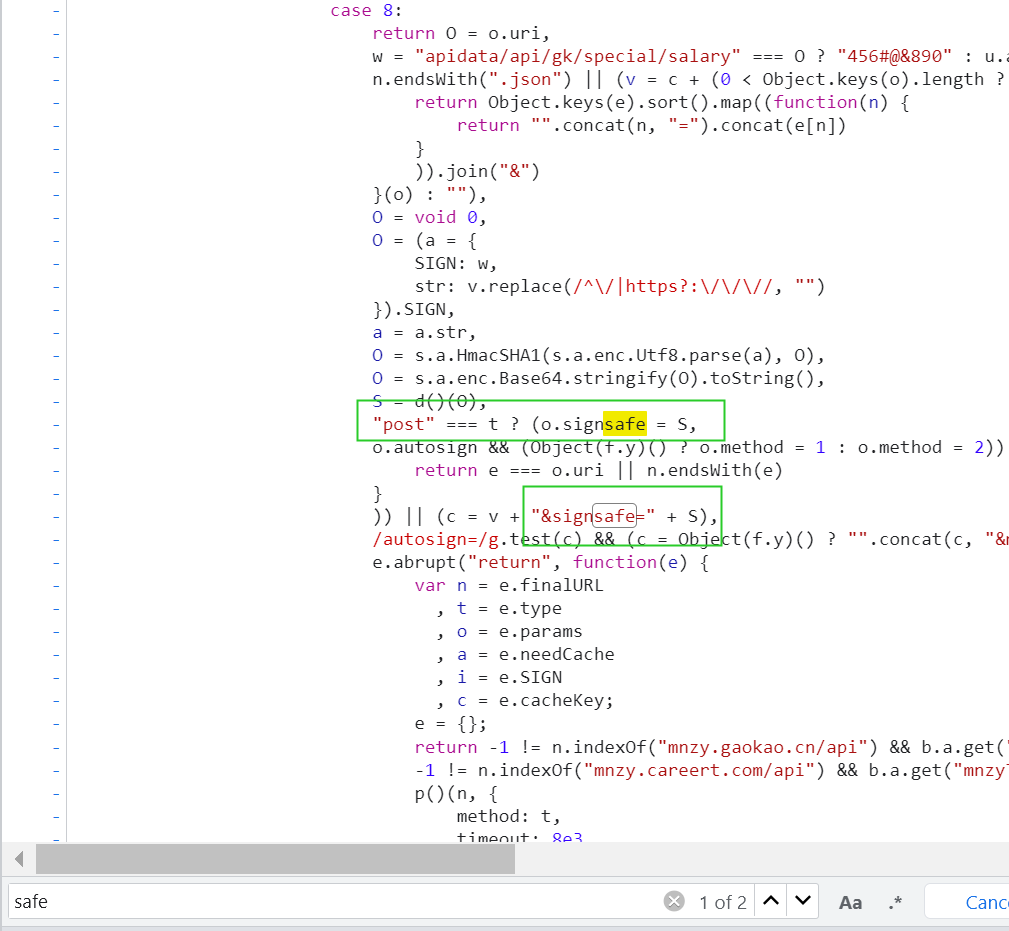 case 8:
return O = o.uri,
w = "apidata/api/gk/special/salary" === O ? "456#@&890" : u.a
n.endsWith(".json") || (v = c + (0 < Object.keys(o).length ?
return Object.keys(e).sort().map((function(n) {
return "".concat(n, "=").concat(e[n])
}
)).join("&")
}(o) : ""),
O = void 0,
O = (a = {
SIGN: w,
str: v.replace(/^\/|https?:\/\/\//, "")
}).SIGN,
a = a.str,
O = s.a.HmacSHA1(s.a.enc.Utf8.parse(a), O),
O = s.a.enc.Base64.stringify(O).toString(),
S = d()(O),
"post" === t ? (o.signsafe = S,
o.autosign && (Object(f.y)() ? o.method = 1 : o.method = 2))
return e === o.uri || n.endsWith(e)
}
)) || (c = v + "&signsafe=" + S),
/autosign=/g.test(c) && (c = Object(f.y)() ? "".concat(c, "&
e.abrupt("return", function(e) {
var n = e.finalURL
, t = e.type
, o = e.params
, a = e.needCache
, i = e.SIGN
, c = e.cacheKey;
e = {};
return -1 != n.indexOf("mnzy.gaokao.cn/api") && b.a.get("
-1 != n.indexOf("mnzy.careert.com/api") && b.a.get("mnzy
p()(n, {
method: t,
timeout: 8e3
safe 1 of 2 Aa .* Canc